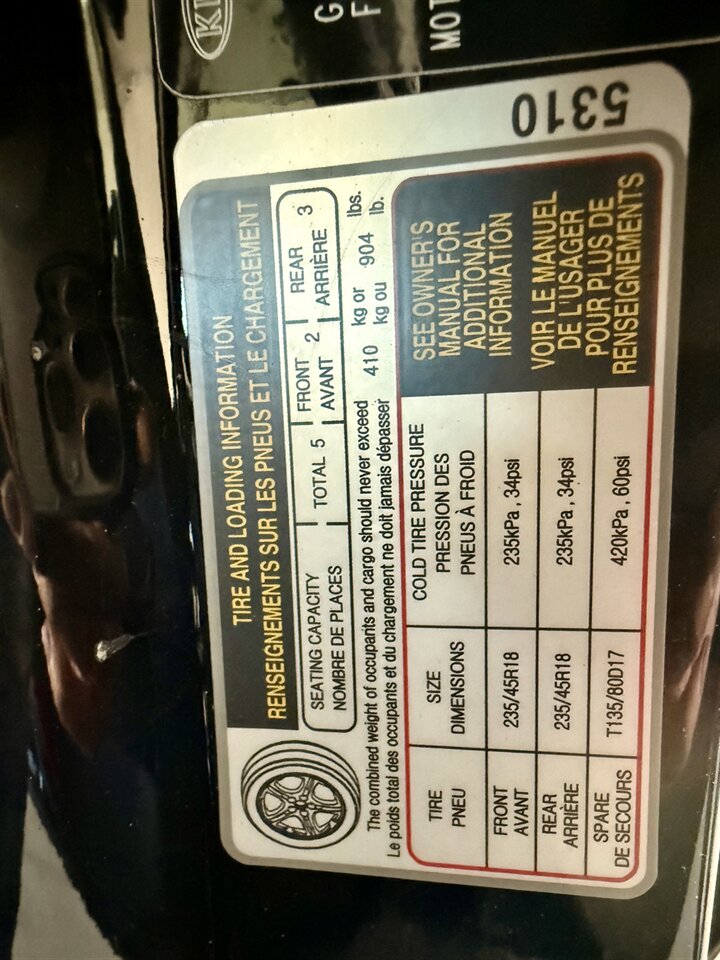 TIRE AND LOADING INFORMATION
RENSEIGNEMENTS SUR LES PNEUS ET LE CHARGEMENT
SEATING CAPACITY TOTAL 5 FRONT 2 REAR 3
NOMBRE DE PLACES AVANT ARRIÈRE
The combined weight of occupants and cargo should never exceed 410 kg or 904 lbs.
Le poids total des occupants et du chargement ne doit jamais dépasser kg ou lb.
TIRE SIZE COLD TIRE PRESSURE
PNEU DIMENSIONS PRESSION DES
PNEUS À FROID
FRONT 235/45R18 235kPa, 34psi
AVANT
REAR 235/45R18 235kPa, 34psi
ARRIÈRE
SPARE T135/80D17 420kPa, 60psi
DE SECOURS
SEE OWNER'S
MANUAL FOR
ADDITIONAL
INFORMATION
VOIR LE MANUEL
DE L'USAGER
POUR PLUS DE
RENSEIGNEMENTS
5310
MOT